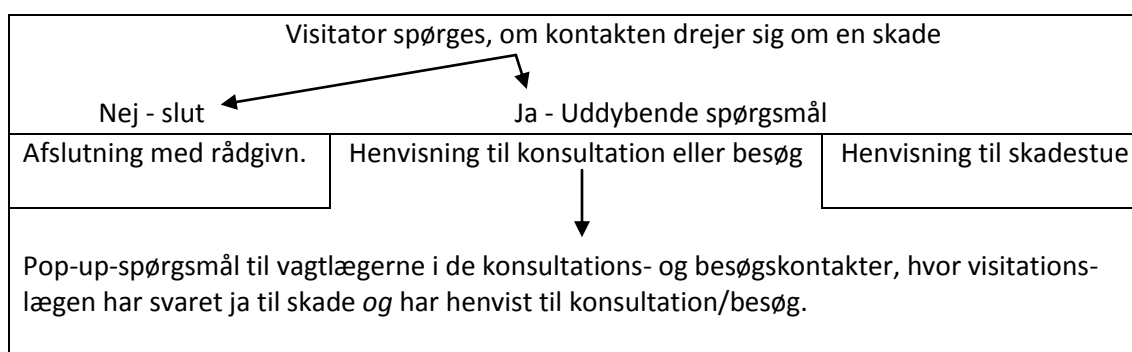 Visitator spørges, om kontakten drejer sig om en skade
Nej - slut
Ja - Uddybende spørgsmål
Afslutning med rådgivn.
Henvisning til konsultation eller besøg
Henvisning til skadestue
Pop-up-spørgsmål til vagtlægerne i de konsultations- og besøgskontakter, hvor visitations-
lægen har svaret ja til skade og har henvist til konsultation/besøg.